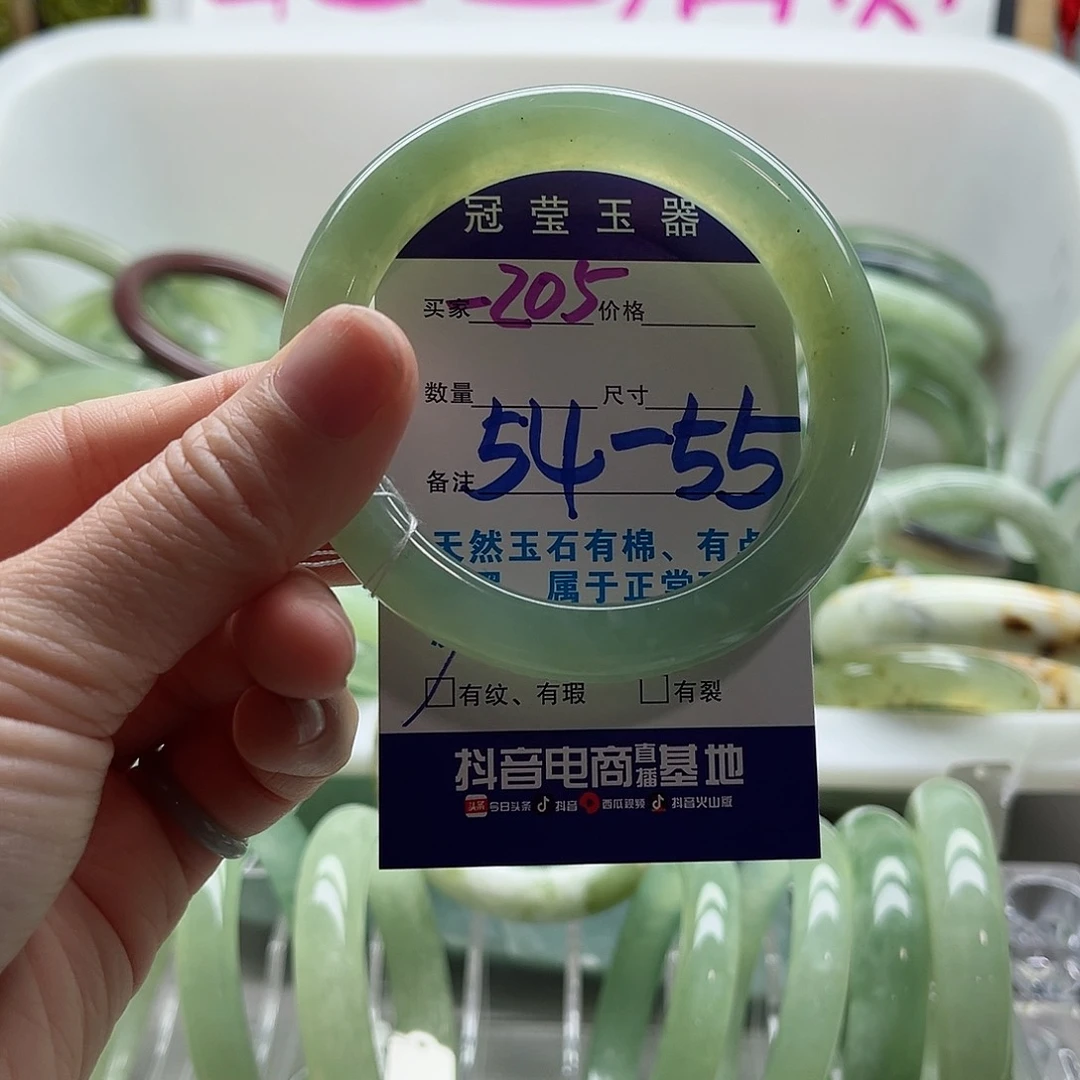 冠莹玉器
买家 -205 价格
数量 尺寸
54-55
备注
天然玉石有棉、有点
属于正常
有纹、有瑕 有裂
抖音电商直播基地
头条 今日头条 抖音 西瓜视频 抖音火山版